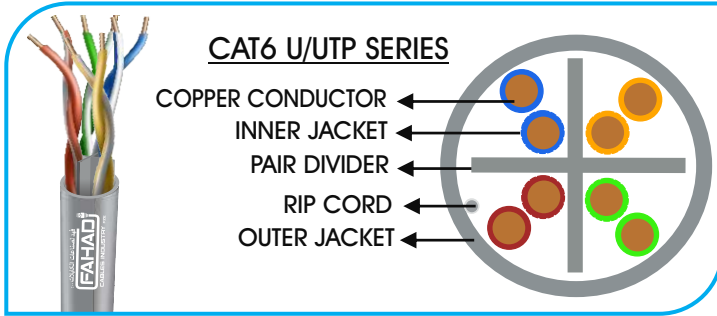 CAT6 U/UTP SERIES
COPPER CONDUCTOR
INNER JACKET
PAIR DIVIDER
RIP CORD
OUTER JACKET
FAHAD
CABLES INDUSTRY